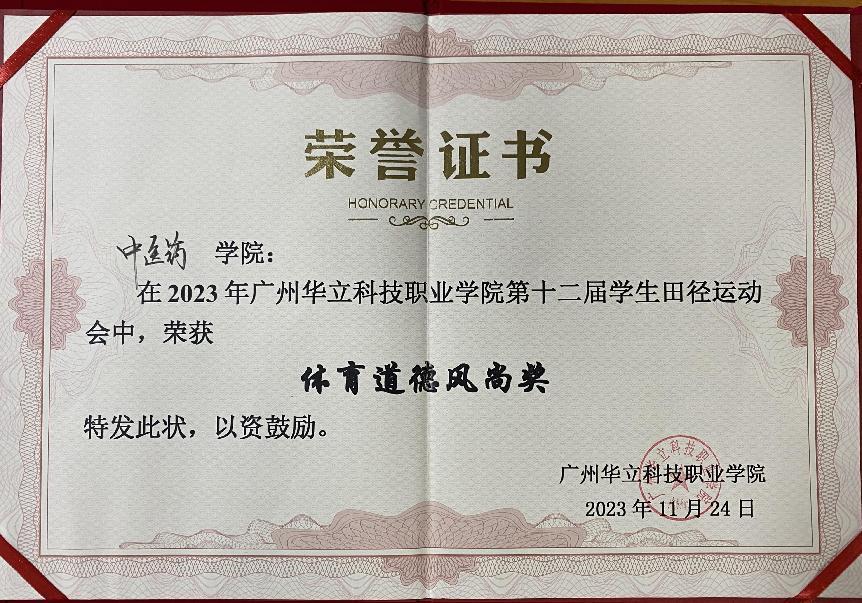 荣誉证书
HONORARY CREDENTIAL
中医药 学院：
在2023年广州华立科技职业学院第十二届学生田径运动
会中，荣获
体育道德风尚奖
特发此状，以资鼓励。
广州华立科技职业学院
2023年11月24日